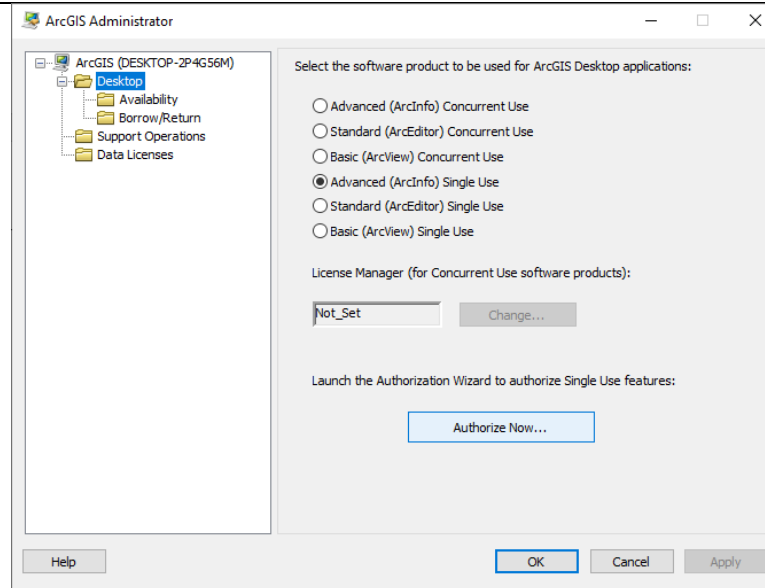 ArcGIS Administrator
ArcGIS (DESKTOP-2P4G56M)
Desktop
Availability
Borrow/Return
Support Operations
Data Licenses
Select the software product to be used for ArcGIS Desktop applications:
Advanced (ArcInfo) Concurrent Use
Standard (ArcEditor) Concurrent Use
Basic (ArcView) Concurrent Use
Advanced (ArcInfo) Single Use
Standard (ArcEditor) Single Use
Basic (ArcView) Single Use
License Manager (for Concurrent Use software products):
Not_Set
Change...
Launch the Authorization Wizard to authorize Single Use features:
Authorize Now...
Help
OK
Cancel
Apply